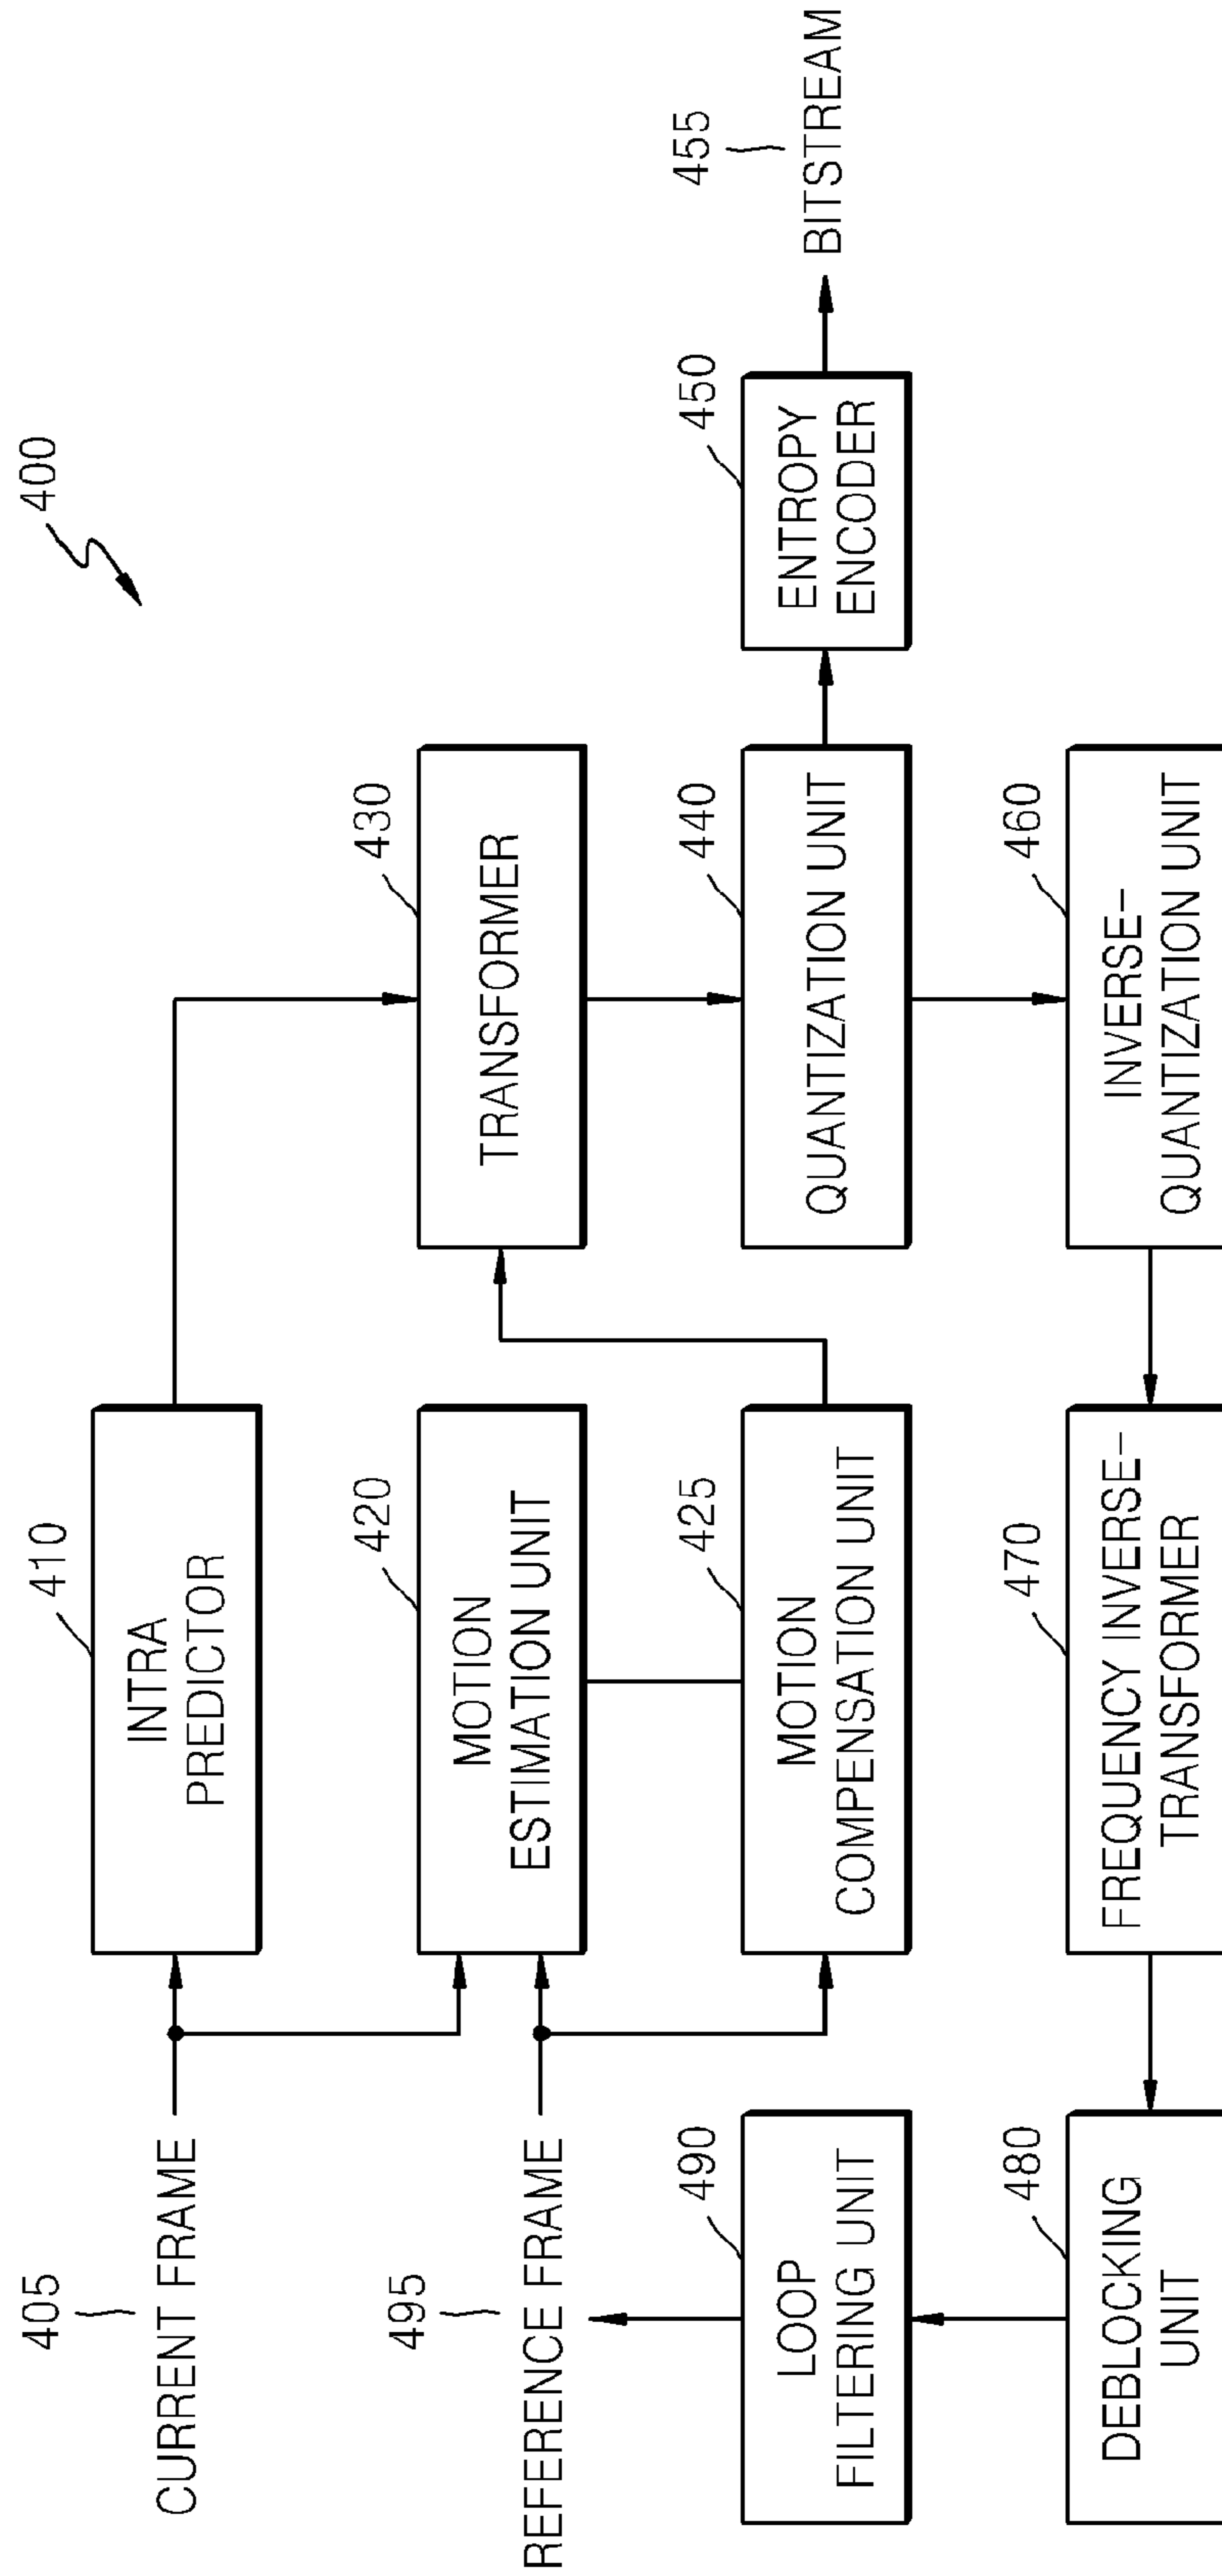 400
405
CURRENT FRAME
410
INTRA
PREDICTOR
495
REFERENCE FRAME
420
MOTION
ESTIMATION UNIT
430
TRANSFORMER
490
LOOP
FILTERING UNIT
425
MOTION
COMPENSATION UNIT
440
QUANTIZATION UNIT
450
ENTROPY
ENCODER
455
BITSTREAM
480
DEBLOCKING
UNIT
470
FREQUENCY INVERSE-
TRANSFORMER
460
INVERSE-
QUANTIZATION UNIT